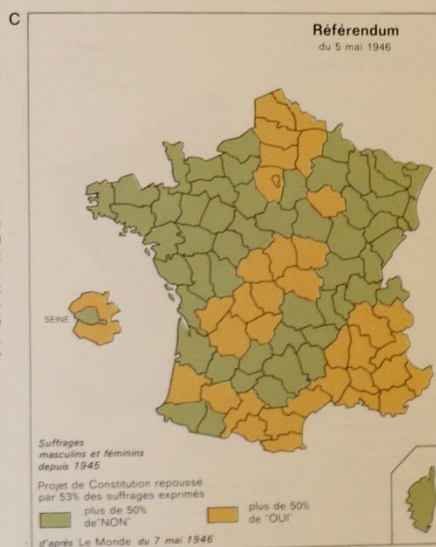 C
Référendum
du 5 mai 1946
SEINE
Suffrages
masculins et féminins
depuis 1945
Projet de Constitution repoussé
par 53% des suffrages exprimés
plus de 50%
de "NON"
plus de 50%
de "OUI"
d'après Le Monde du 7 mai 1946